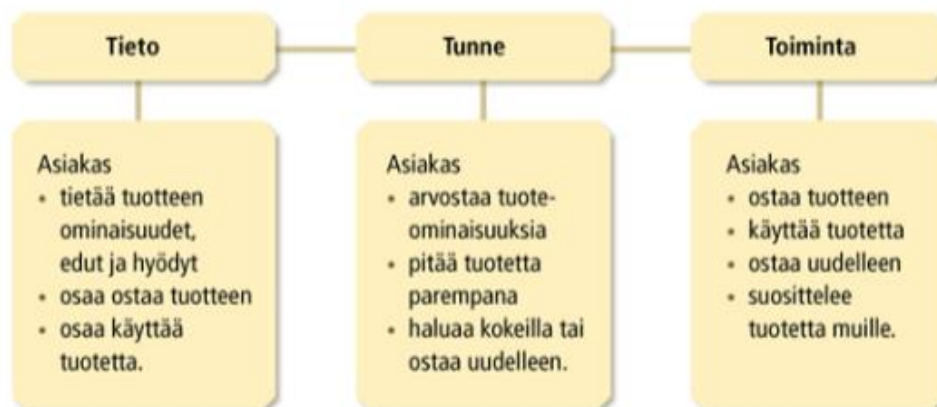 Tieto
Tunne
Toiminta
Asiakas
• tietää tuotteen
ominaisuudet,
edut ja hyödyt
• osaa ostaa tuotteen
• osaa käyttää
tuotetta.
Asiakas
• arvostaa tuote-
ominaisuuksia
• pitää tuotetta
parempana
• haluaa kokeilla tai
ostaa uudelleen.
Asiakas
• ostaa tuotteen
• käyttää tuotetta
• ostaa uudelleen
• suosittelee
tuotetta muille.